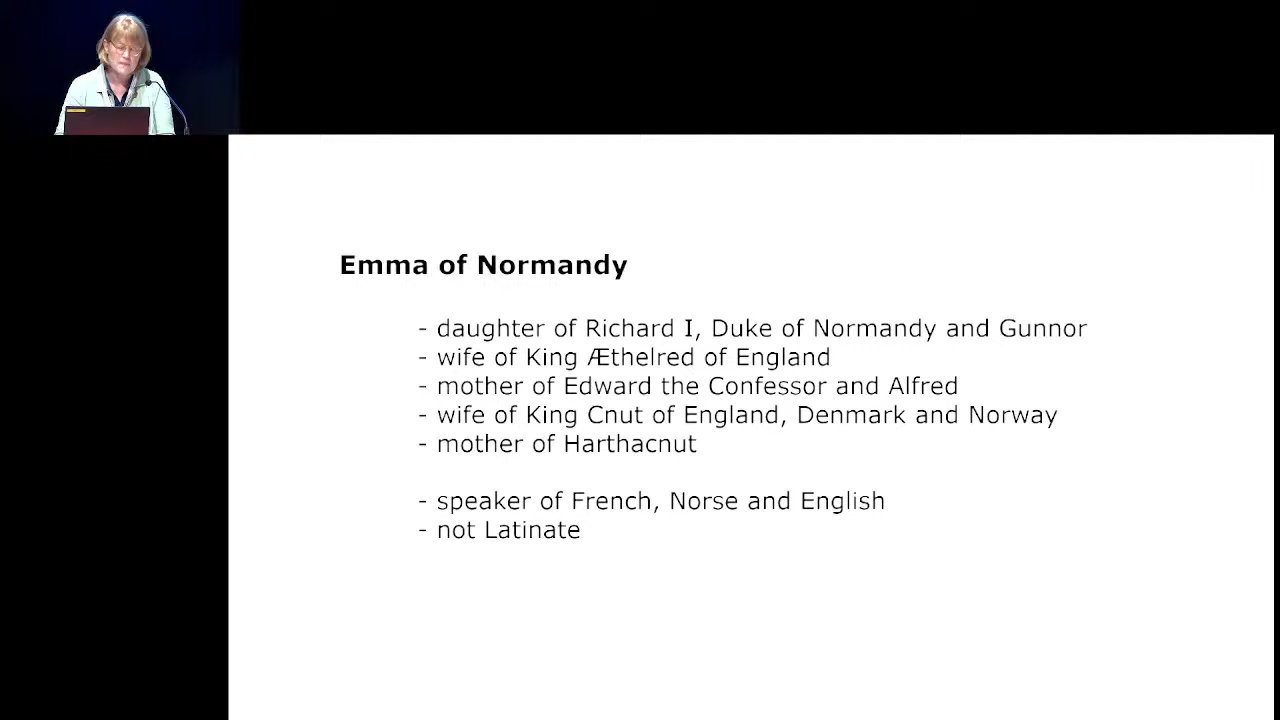 Emma of Normandy
- daughter of Richard I, Duke of Normandy and Gunnor
- wife of King Æthelred of England
- mother of Edward the Confessor and Alfred
- wife of King Cnut of England, Denmark and Norway
- mother of Harthacnut
- speaker of French, Norse and English
- not Latinate